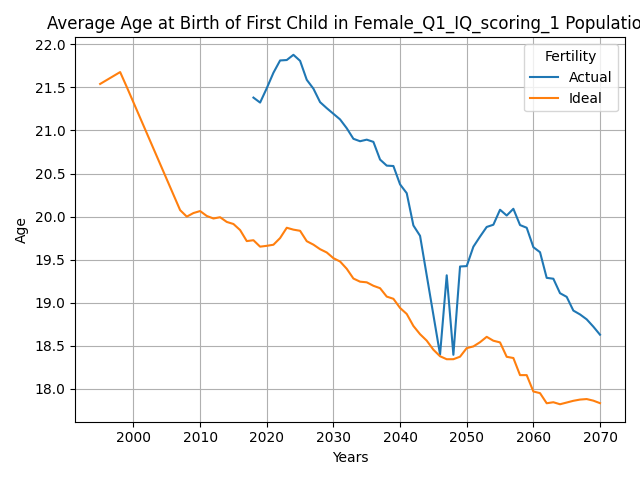 Average Age at Birth of First Child in Female_Q1_IQ_scoring_1 Populatio
22.0
21.5
21.0
20.5
20.0
19.5
19.0
18.5
18.0
Age
Fertility
Actual
Ideal
2000 2010 2020 2030 2040 2050 2060 2070
Years